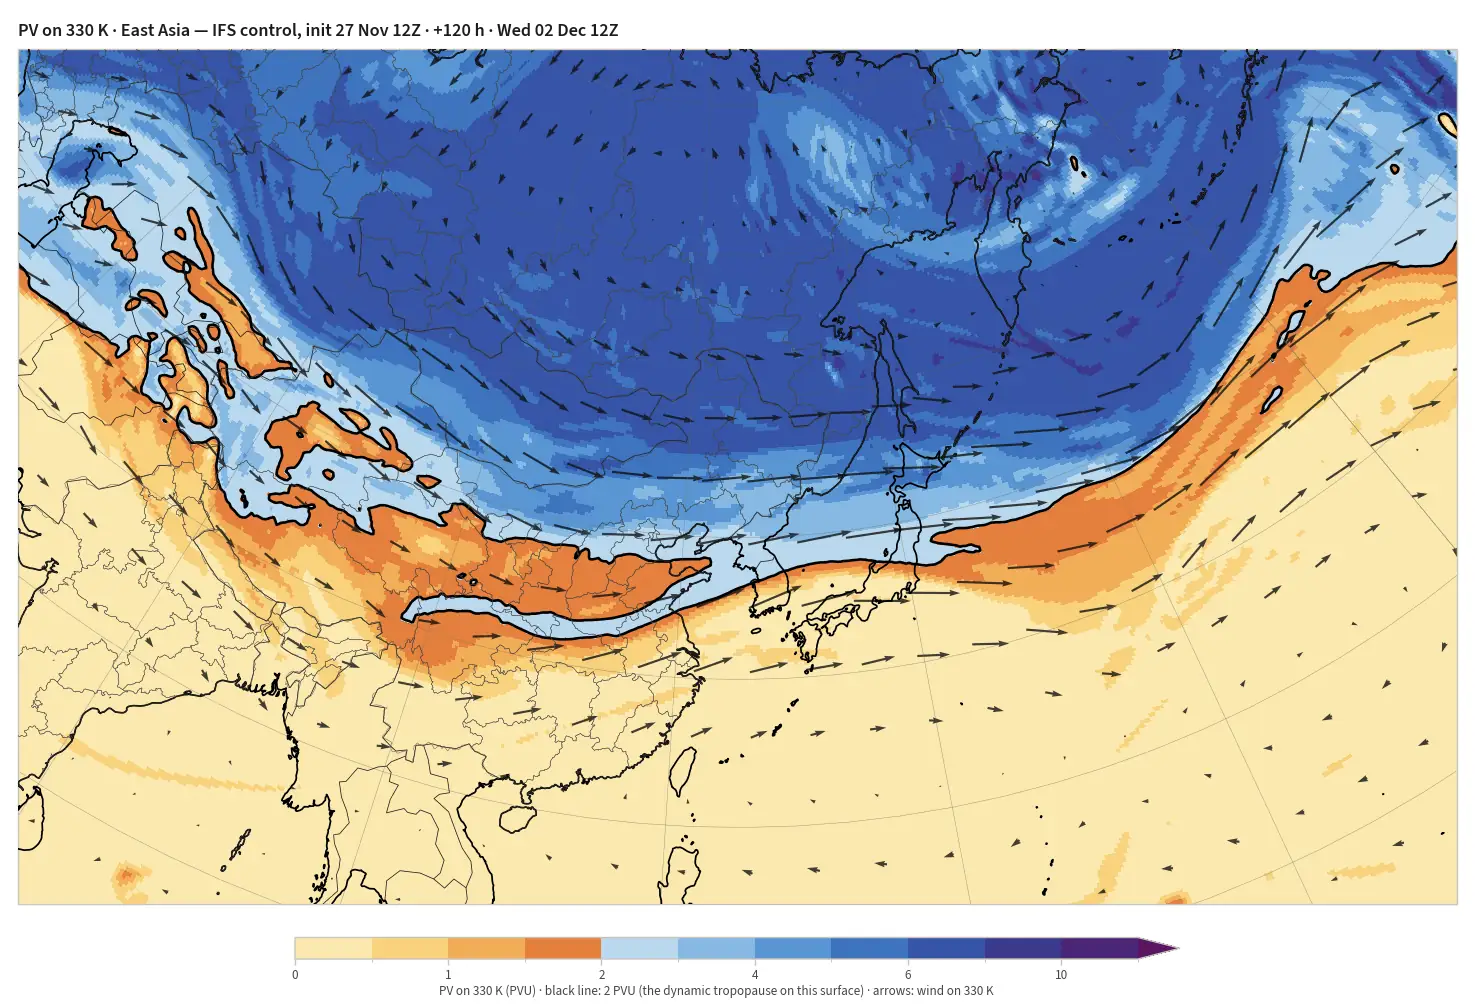 PV on 330 K · East Asia — IFS control, init 27 Nov 12Z · +120 h · Wed 02 Dec 12Z
0 1 2 4 6 10
PV on 330 K (PVU) · black line: 2 PVU (the dynamic tropopause on this surface) · arrows: wind on 330 K